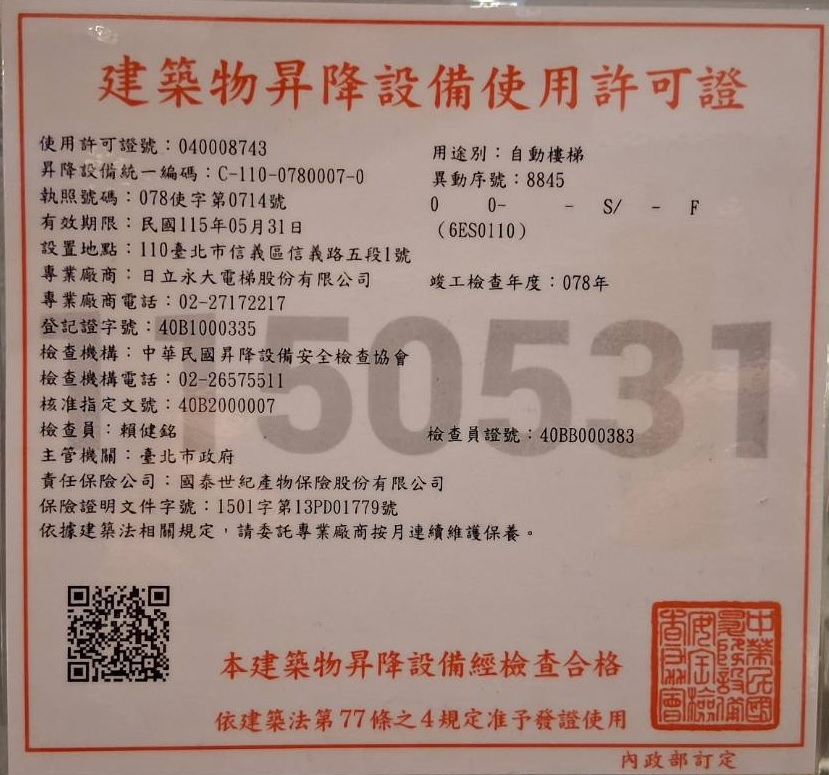 建築物昇降設備使用許可證
使用許可證號：040008743
用途別：自動樓梯
昇降設備統一編碼：C-110-0780007-0
異動序號：8845
執照號碼：078使字第0714號
0 0- - S/ - F
有效期限：民國115年05月31日
（6ES0110）
設置地點：110臺北市信義區信義路五段1號
專業廠商：日立永大電梯股份有限公司
竣工檢查年度：078年
專業廠商電話：02-27172217
登記證字號：40B1000335
1150531
檢查機構：中華民國昇降設備安全檢查協會
檢查機構電話：02-26575511
核准指定文號：40B2000007
檢查員：賴健銘
檢查員證號：40BB000383
主管機關：臺北市政府
責任保險公司：國泰世紀產物保險股份有限公司
保險證明文件字號：1501字第13PD01779號
依據建築法相關規定，請委託專業廠商按月連續維護保養。
本建築物昇降設備經檢查合格
依建築法第77條之4規定准予發證使用
中華民國昇降設備安全檢查協會
內政部訂定